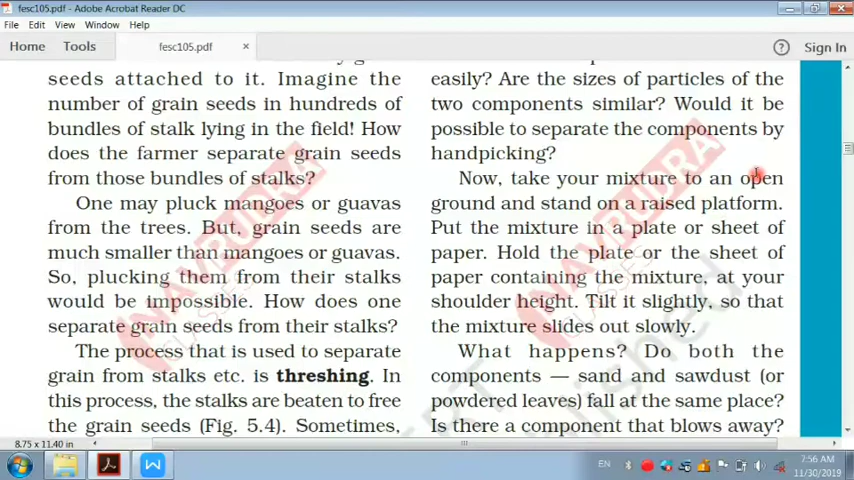 fesc105.pdf - Adobe Acrobat Reader DC
File Edit View Window Help
Home Tools fesc105.pdf × ? Sign In
seeds attached to it. Imagine the
number of grain seeds in hundreds of
bundles of stalk lying in the field! How
does the farmer separate grain seeds
from those bundles of stalks?
One may pluck mangoes or guavas
from the trees. But, grain seeds are
much smaller than mangoes or guavas.
So, plucking them from their stalks
would be impossible. How does one
separate grain seeds from their stalks?
The process that is used to separate
grain from stalks etc. is threshing. In
this process, the stalks are beaten to free
the grain seeds (Fig. 5.4). Sometimes,
easily? Are the sizes of particles of the
two components similar? Would it be
possible to separate the components by
handpicking?
Now, take your mixture to an open
ground and stand on a raised platform.
Put the mixture in a plate or sheet of
paper. Hold the plate or the sheet of
paper containing the mixture, at your
shoulder height. Tilt it slightly, so that
the mixture slides out slowly.
What happens? Do both the
components — sand and sawdust (or
powdered leaves) fall at the same place?
Is there a component that blows away?
NAVRUDRA
CLASSES
NAVRUDRA
CLASSES
8.75 x 11.40 in
EN
7:56 AM
11/30/2019